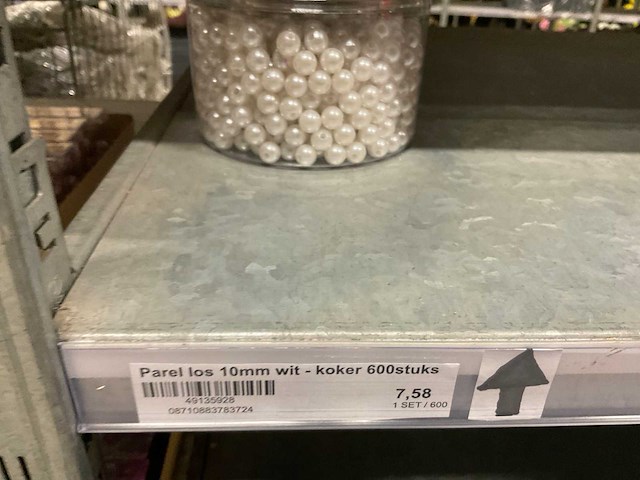 Parel los 10mm wit - koker 600stuks
49135928
7,58
08710883783724
1 SET / 600